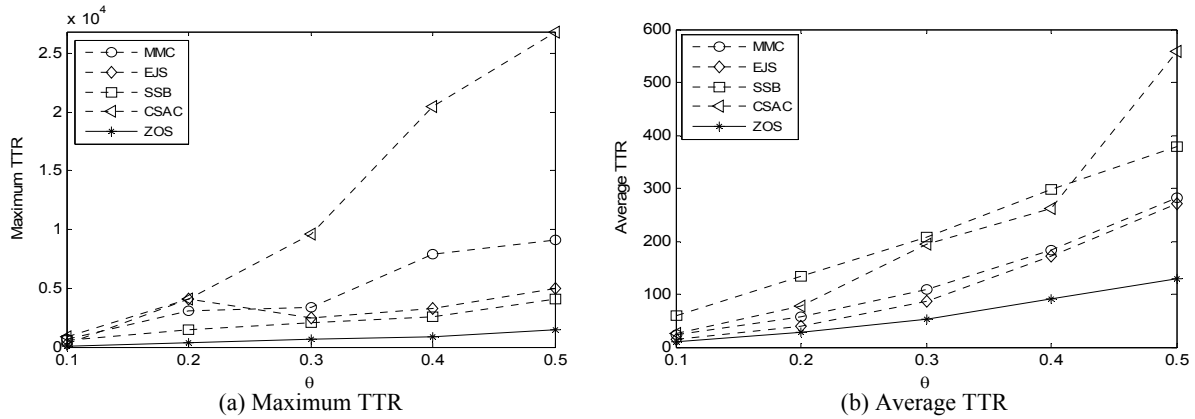 x 10^4
2.5
2
1.5
1
0.5
0
Maximum TTR
MMC
EJS
SSB
CSAC
ZOS
0.1 0.2 0.3 0.4 0.5
θ
(a) Maximum TTR
600
500
400
300
200
100
0
Average TTR
MMC
EJS
SSB
CSAC
ZOS
0.1 0.2 0.3 0.4 0.5
θ
(b) Average TTR